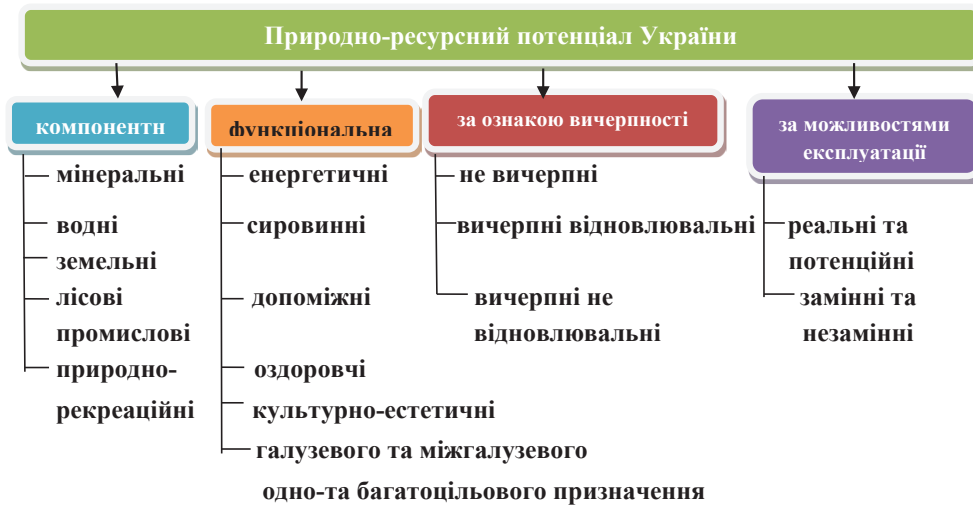 Природно-ресурсний потенціал України
компоненти
мінеральні
водні
земельні
лісові
промислові
природно-
рекреаційні
функціональна
енергетичні
сировинні
допоміжні
оздоровчі
культурно-естетичні
галузевого та міжгалузевого
одно-та багатоцільового призначення
за ознакою вичерпності
не вичерпні
вичерпні відновлювальні
вичерпні не
відновлювальні
за можливостями
експлуатації
реальні та
потенційні
замінні та
незамінні